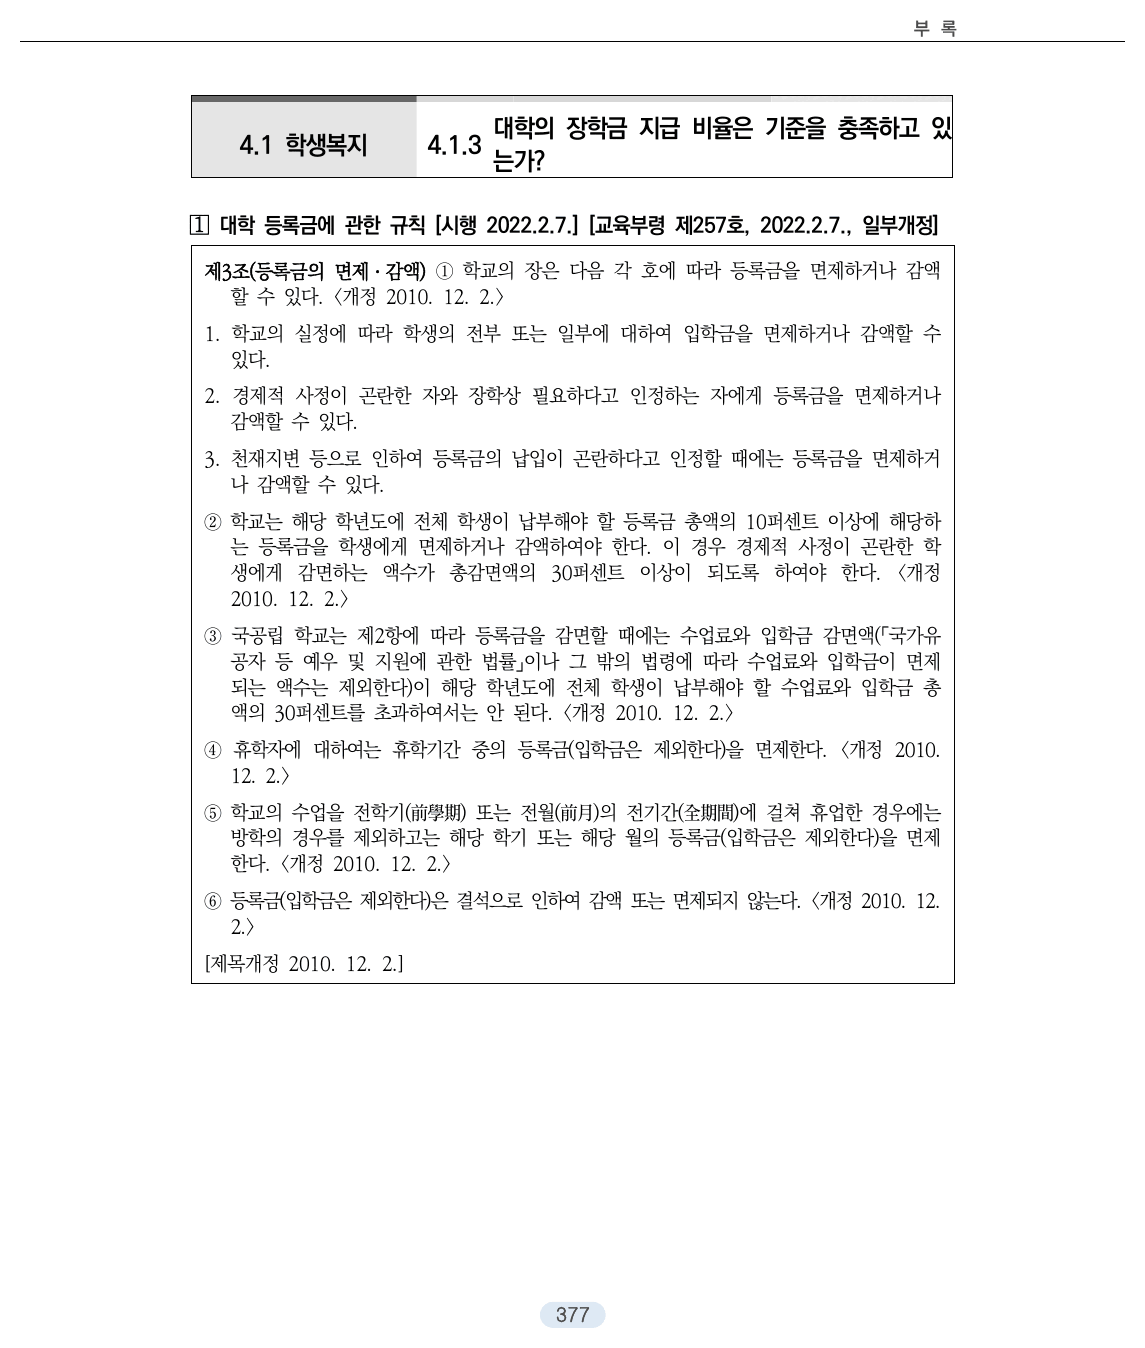 부 록
4.1 학생복지
4.1.3
대학의 장학금 지급 비율은 기준을 충족하고 있
는가?
1 대학 등록금에 관한 규칙 [시행 2022.2.7.] [교육부령 제257호, 2022.2.7., 일부개정]
제3조(등록금의 면제·감액) ① 학교의 장은 다음 각 호에 따라 등록금을 면제하거나 감액
할 수 있다. 〈개정 2010. 12. 2.〉
1. 학교의 실정에 따라 학생의 전부 또는 일부에 대하여 입학금을 면제하거나 감액할 수
있다.
2. 경제적 사정이 곤란한 자와 장학상 필요하다고 인정하는 자에게 등록금을 면제하거나
감액할 수 있다.
3. 천재지변 등으로 인하여 등록금의 납입이 곤란하다고 인정할 때에는 등록금을 면제하거
나 감액할 수 있다.
② 학교는 해당 학년도에 전체 학생이 납부해야 할 등록금 총액의 10퍼센트 이상에 해당하
는 등록금을 학생에게 면제하거나 감액하여야 한다. 이 경우 경제적 사정이 곤란한 학
생에게 감면하는 액수가 총감면액의 30퍼센트 이상이 되도록 하여야 한다. 〈개정
2010. 12. 2.〉
③ 국공립 학교는 제2항에 따라 등록금을 감면할 때에는 수업료와 입학금 감면액(「국가유
공자 등 예우 및 지원에 관한 법률」이나 그 밖의 법령에 따라 수업료와 입학금이 면제
되는 액수는 제외한다)이 해당 학년도에 전체 학생이 납부해야 할 수업료와 입학금 총
액의 30퍼센트를 초과하여서는 안 된다. 〈개정 2010. 12. 2.〉
④ 휴학자에 대하여는 휴학기간 중의 등록금(입학금은 제외한다)을 면제한다. 〈개정 2010.
12. 2.〉
⑤ 학교의 수업을 전학기(前學期) 또는 전월(前月)의 전기간(全期間)에 걸쳐 휴업한 경우에는
방학의 경우를 제외하고는 해당 학기 또는 해당 월의 등록금(입학금은 제외한다)을 면제
한다. 〈개정 2010. 12. 2.〉
⑥ 등록금(입학금은 제외한다)은 결석으로 인하여 감액 또는 면제되지 않는다. 〈개정 2010. 12.
2.〉
[제목개정 2010. 12. 2.]
377